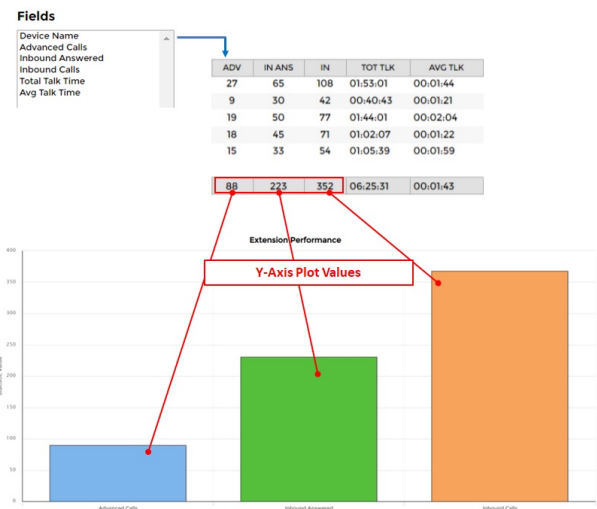 Fields
Device Name
Advanced Calls
Inbound Answered
Inbound Calls
Total Talk Time
Avg Talk Time
ADV IN ANS IN TOT TLK AVG TLK
27 65 108 01:53:01 00:01:44
9 30 42 00:40:43 00:01:21
19 50 77 01:44:01 00:02:04
18 45 71 01:02:07 00:01:22
15 33 54 01:05:39 00:01:59
88 223 352 06:25:31 00:01:43
Extension Performance
Y-Axis Plot Values
400
350
300
250
200
150
100
50
0
Advanced Calls Inbound Answered Inbound Calls